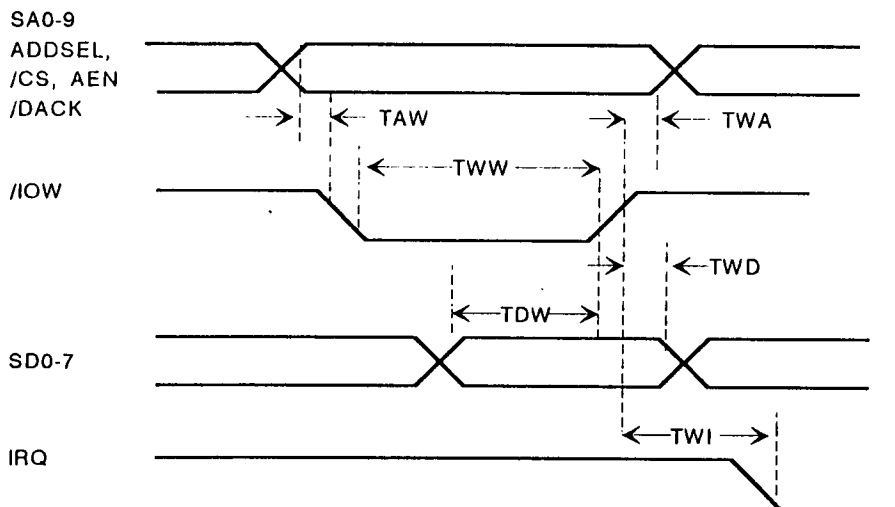 SA0-9
ADDSEL,
/CS, AEN
/DACK
TAW
TWA
TWW
/IOW
TWD
TDW
SD0-7
TWI
IRQ